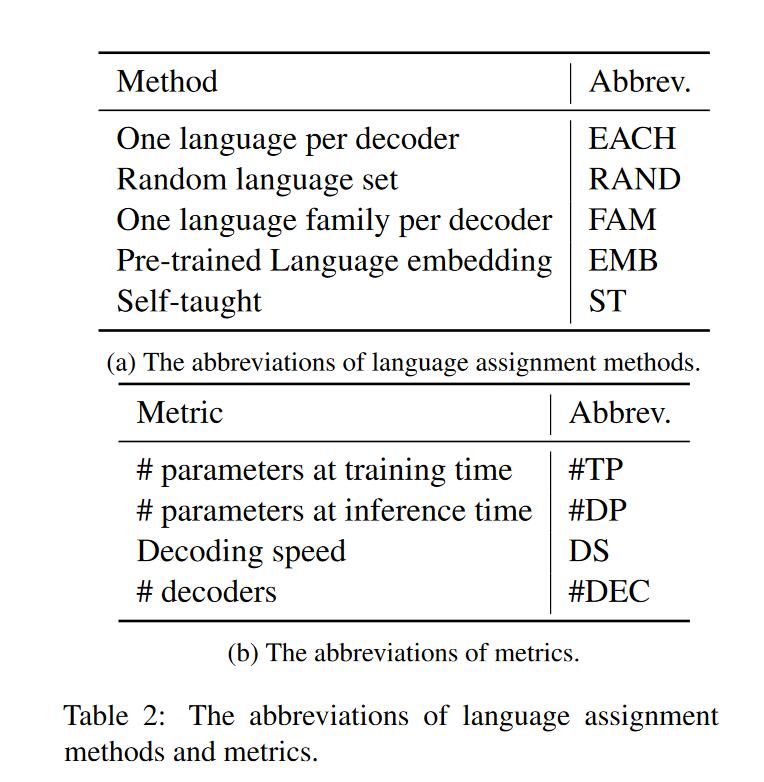 Method Abbrev.
One language per decoder EACH
Random language set RAND
One language family per decoder FAM
Pre-trained Language embedding EMB
Self-taught ST
(a) The abbreviations of language assignment methods.
Metric Abbrev.
# parameters at training time #TP
# parameters at inference time #DP
Decoding speed DS
# decoders #DEC
(b) The abbreviations of metrics.
Table 2: The abbreviations of language assignment
methods and metrics.